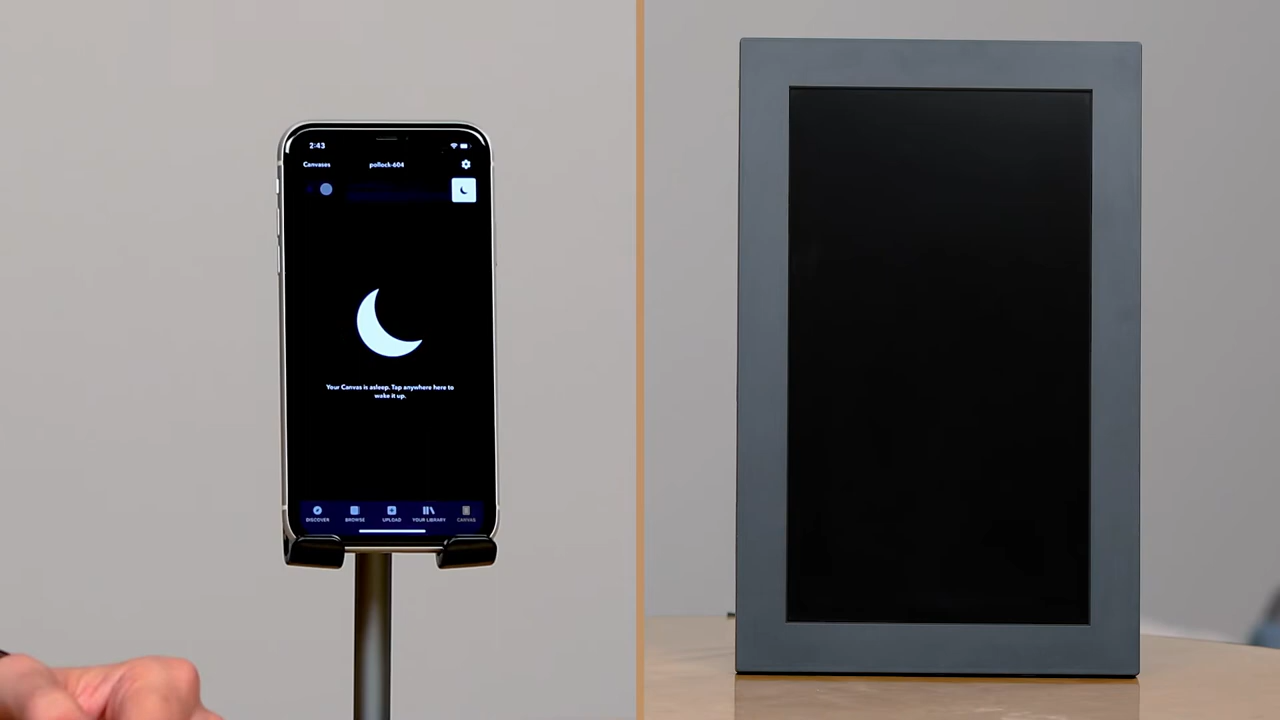 2:43
Canvases
pollock-604
Your Canvas is asleep. Tap anywhere here to
wake it up.
DISCOVER
BROWSE
UPLOAD
YOUR LIBRARY
CANVAS